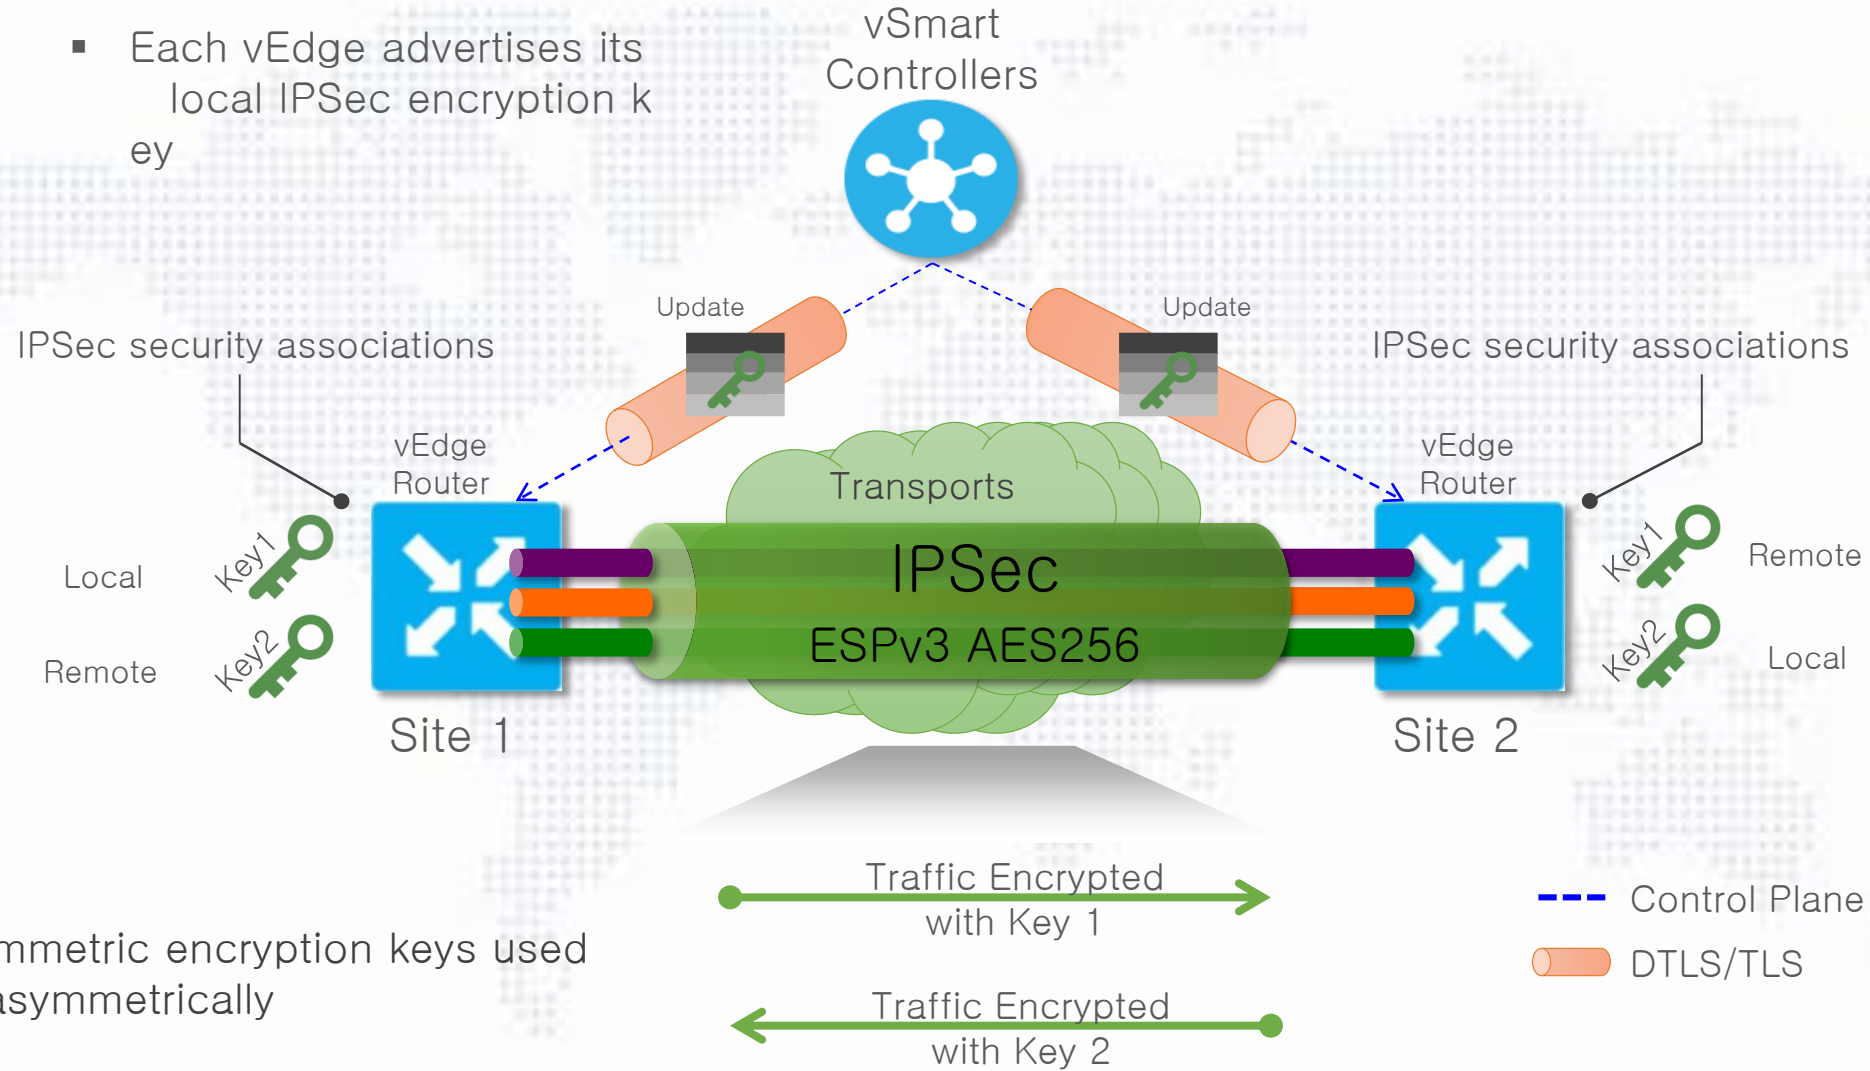 ▪ Each vEdge advertises its
local IPSec encryption k
ey
vSmart
Controllers
Update
Update
IPSec security associations
IPSec security associations
vEdge
Router
vEdge
Router
Transports
IPSec
ESPv3 AES256
Local
Key1
Remote
Key2
Key1
Remote
Key2
Local
Site 1
Site 2
Traffic Encrypted
with Key 1
Traffic Encrypted
with Key 2
Control Plane
DTLS/TLS
mmetric encryption keys used
asymmetrically